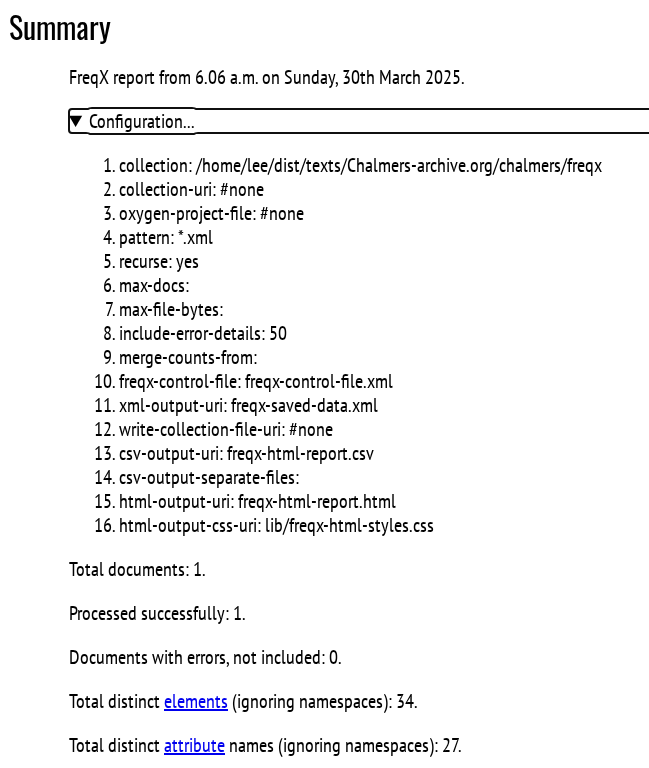 Summary
FreqX report from 6.06 a.m. on Sunday, 30th March 2025.
▼ Configuration...
1. collection: /home/lee/dist/texts/Chalmers-archive.org/chalmers/freqx
2. collection-uri: #none
3. oxygen-project-file: #none
4. pattern: *.xml
5. recurse: yes
6. max-docs:
7. max-file-bytes:
8. include-error-details: 50
9. merge-counts-from:
10. freqx-control-file: freqx-control-file.xml
11. xml-output-uri: freqx-saved-data.xml
12. write-collection-file-uri: #none
13. csv-output-uri: freqx-html-report.csv
14. csv-output-separate-files:
15. html-output-uri: freqx-html-report.html
16. html-output-css-uri: lib/freqx-html-styles.css
Total documents: 1.
Processed successfully: 1.
Documents with errors, not included: 0.
Total distinct elements (ignoring namespaces): 34.
Total distinct attribute names (ignoring namespaces): 27.